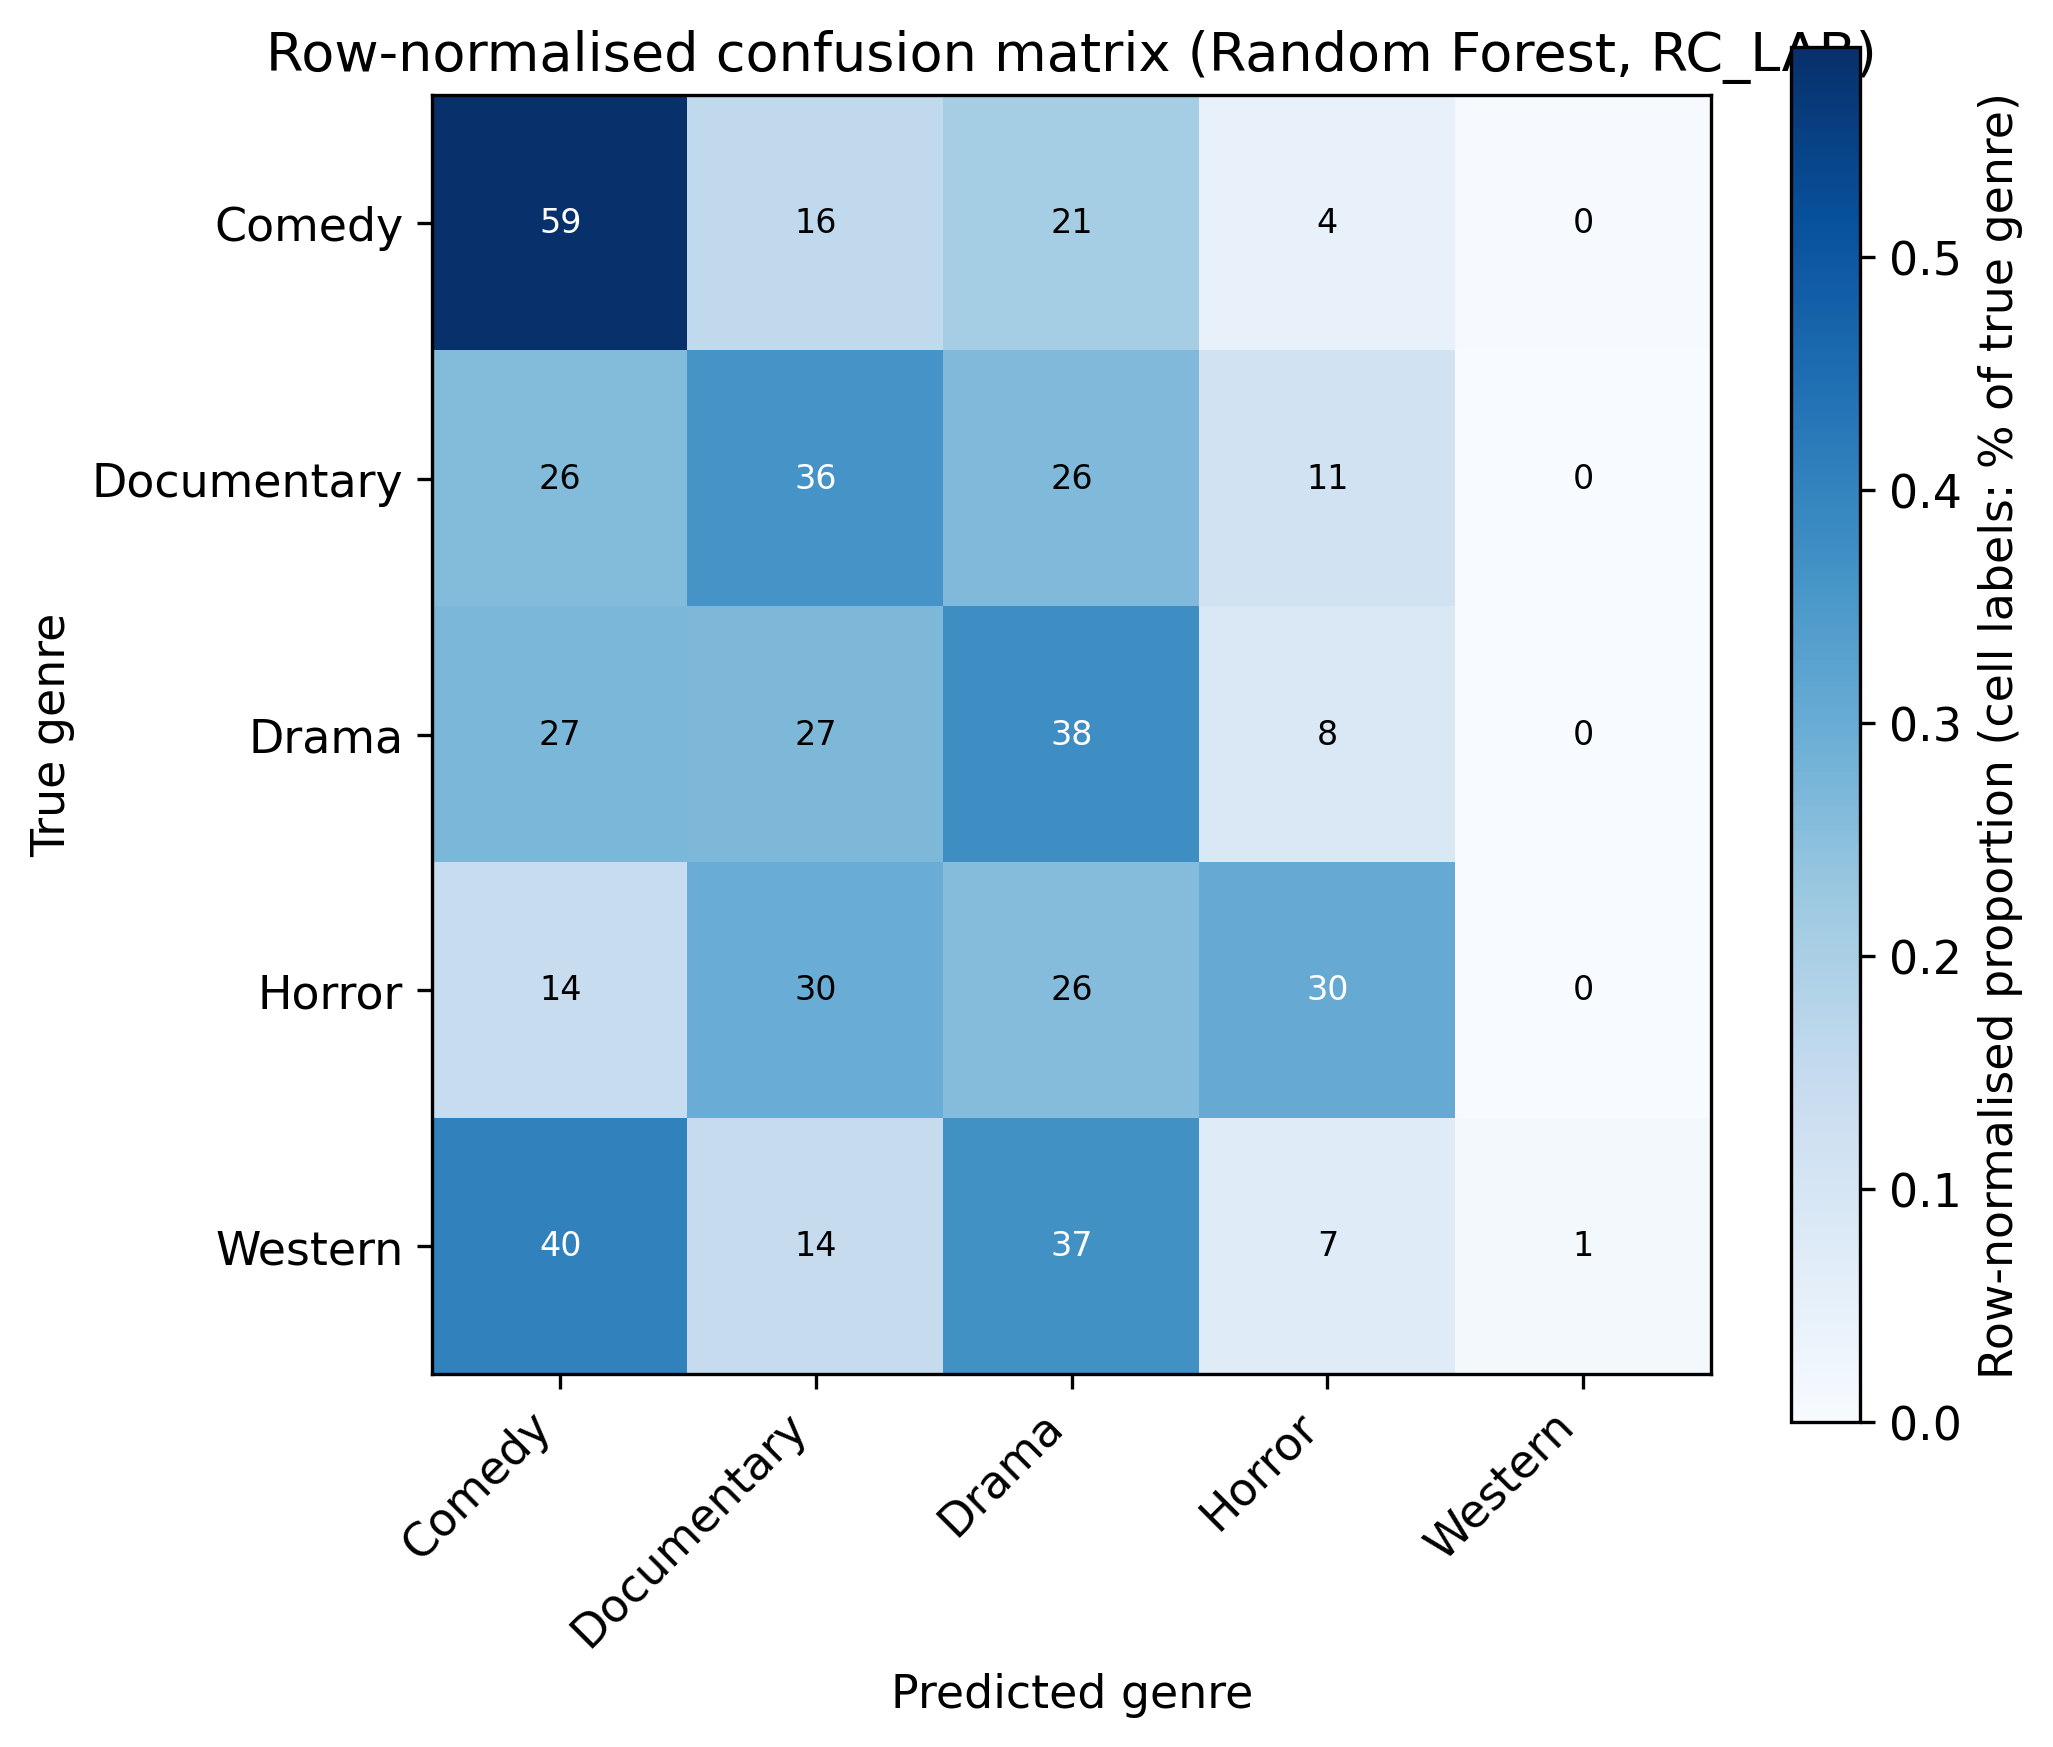 Row-normalised confusion matrix (Random Forest, RC_LAB)
True genre
Comedy 59 16 21 4 0
Documentary 26 36 26 11 0
Drama 27 27 38 8 0
Horror 14 30 26 30 0
Western 40 14 37 7 1
Comedy Documentary Drama Horror Western
Predicted genre
0.5
0.4
0.3
0.2
0.1
0.0
Row-normalised proportion (cell labels: % of true genre)